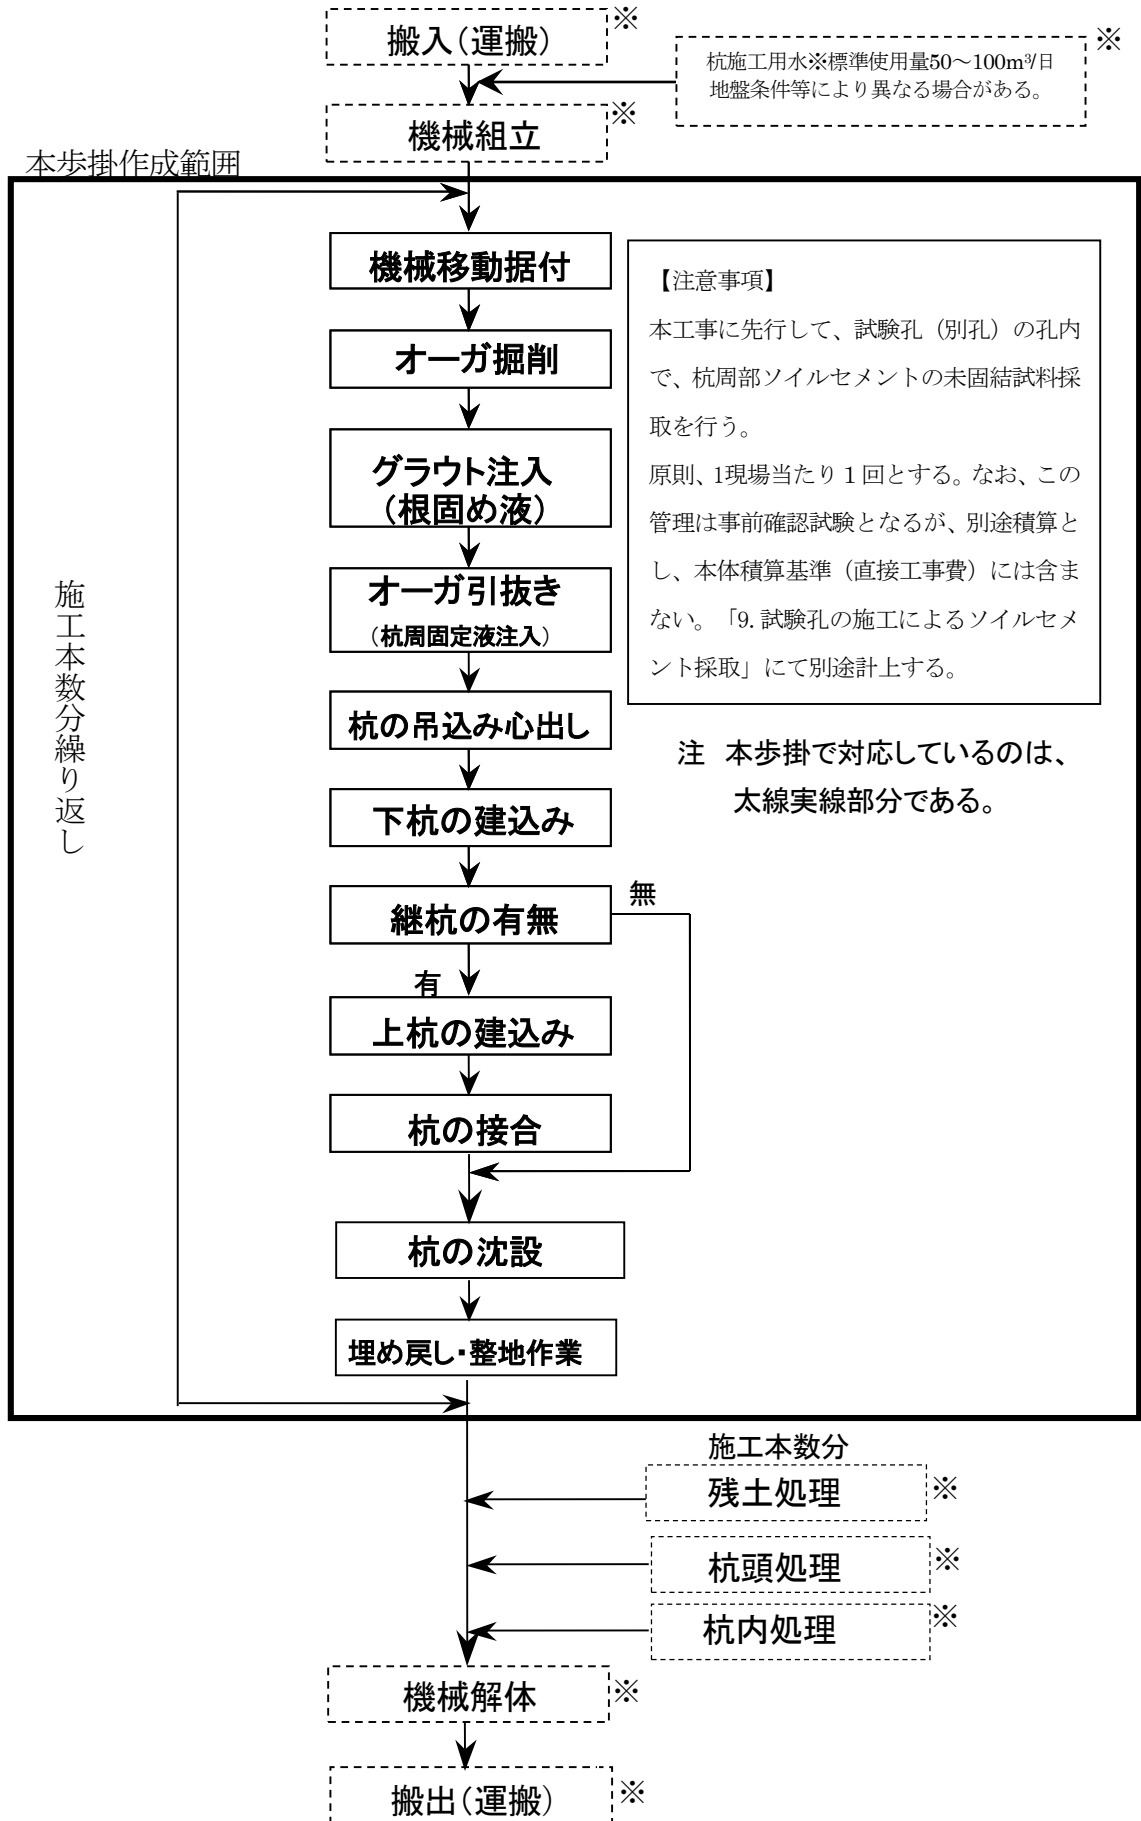 搬入（運搬）
※
杭施工用水※標準使用量50～100m³/日
地盤条件等により異なる場合がある。
※
機械組立
※
本歩掛作成範囲
施工本数分繰り返し
機械移動据付
オーガ掘削
グラウト注入
（根固め液）
オーガ引抜き
（杭周固定液注入）
杭の吊込み心出し
下杭の建込み
継杭の有無
無
有
上杭の建込み
杭の接合
杭の沈設
埋め戻し・整地作業
【注意事項】
本工事に先行して、試験孔（別孔）の孔内
で、杭周部ソイルセメントの未固結試料採
取を行う。
原則、1現場当たり１回とする。なお、この
管理は事前確認試験となるが、別途積算と
し、本体積算基準（直接工事費）には含ま
ない。「9.試験孔の施工によるソイルセメ
ント採取」にて別途計上する。
注　本歩掛で対応しているのは、
太線実線部分である。
施工本数分
残土処理
※
杭頭処理
※
杭内処理
※
機械解体
※
搬出（運搬）
※